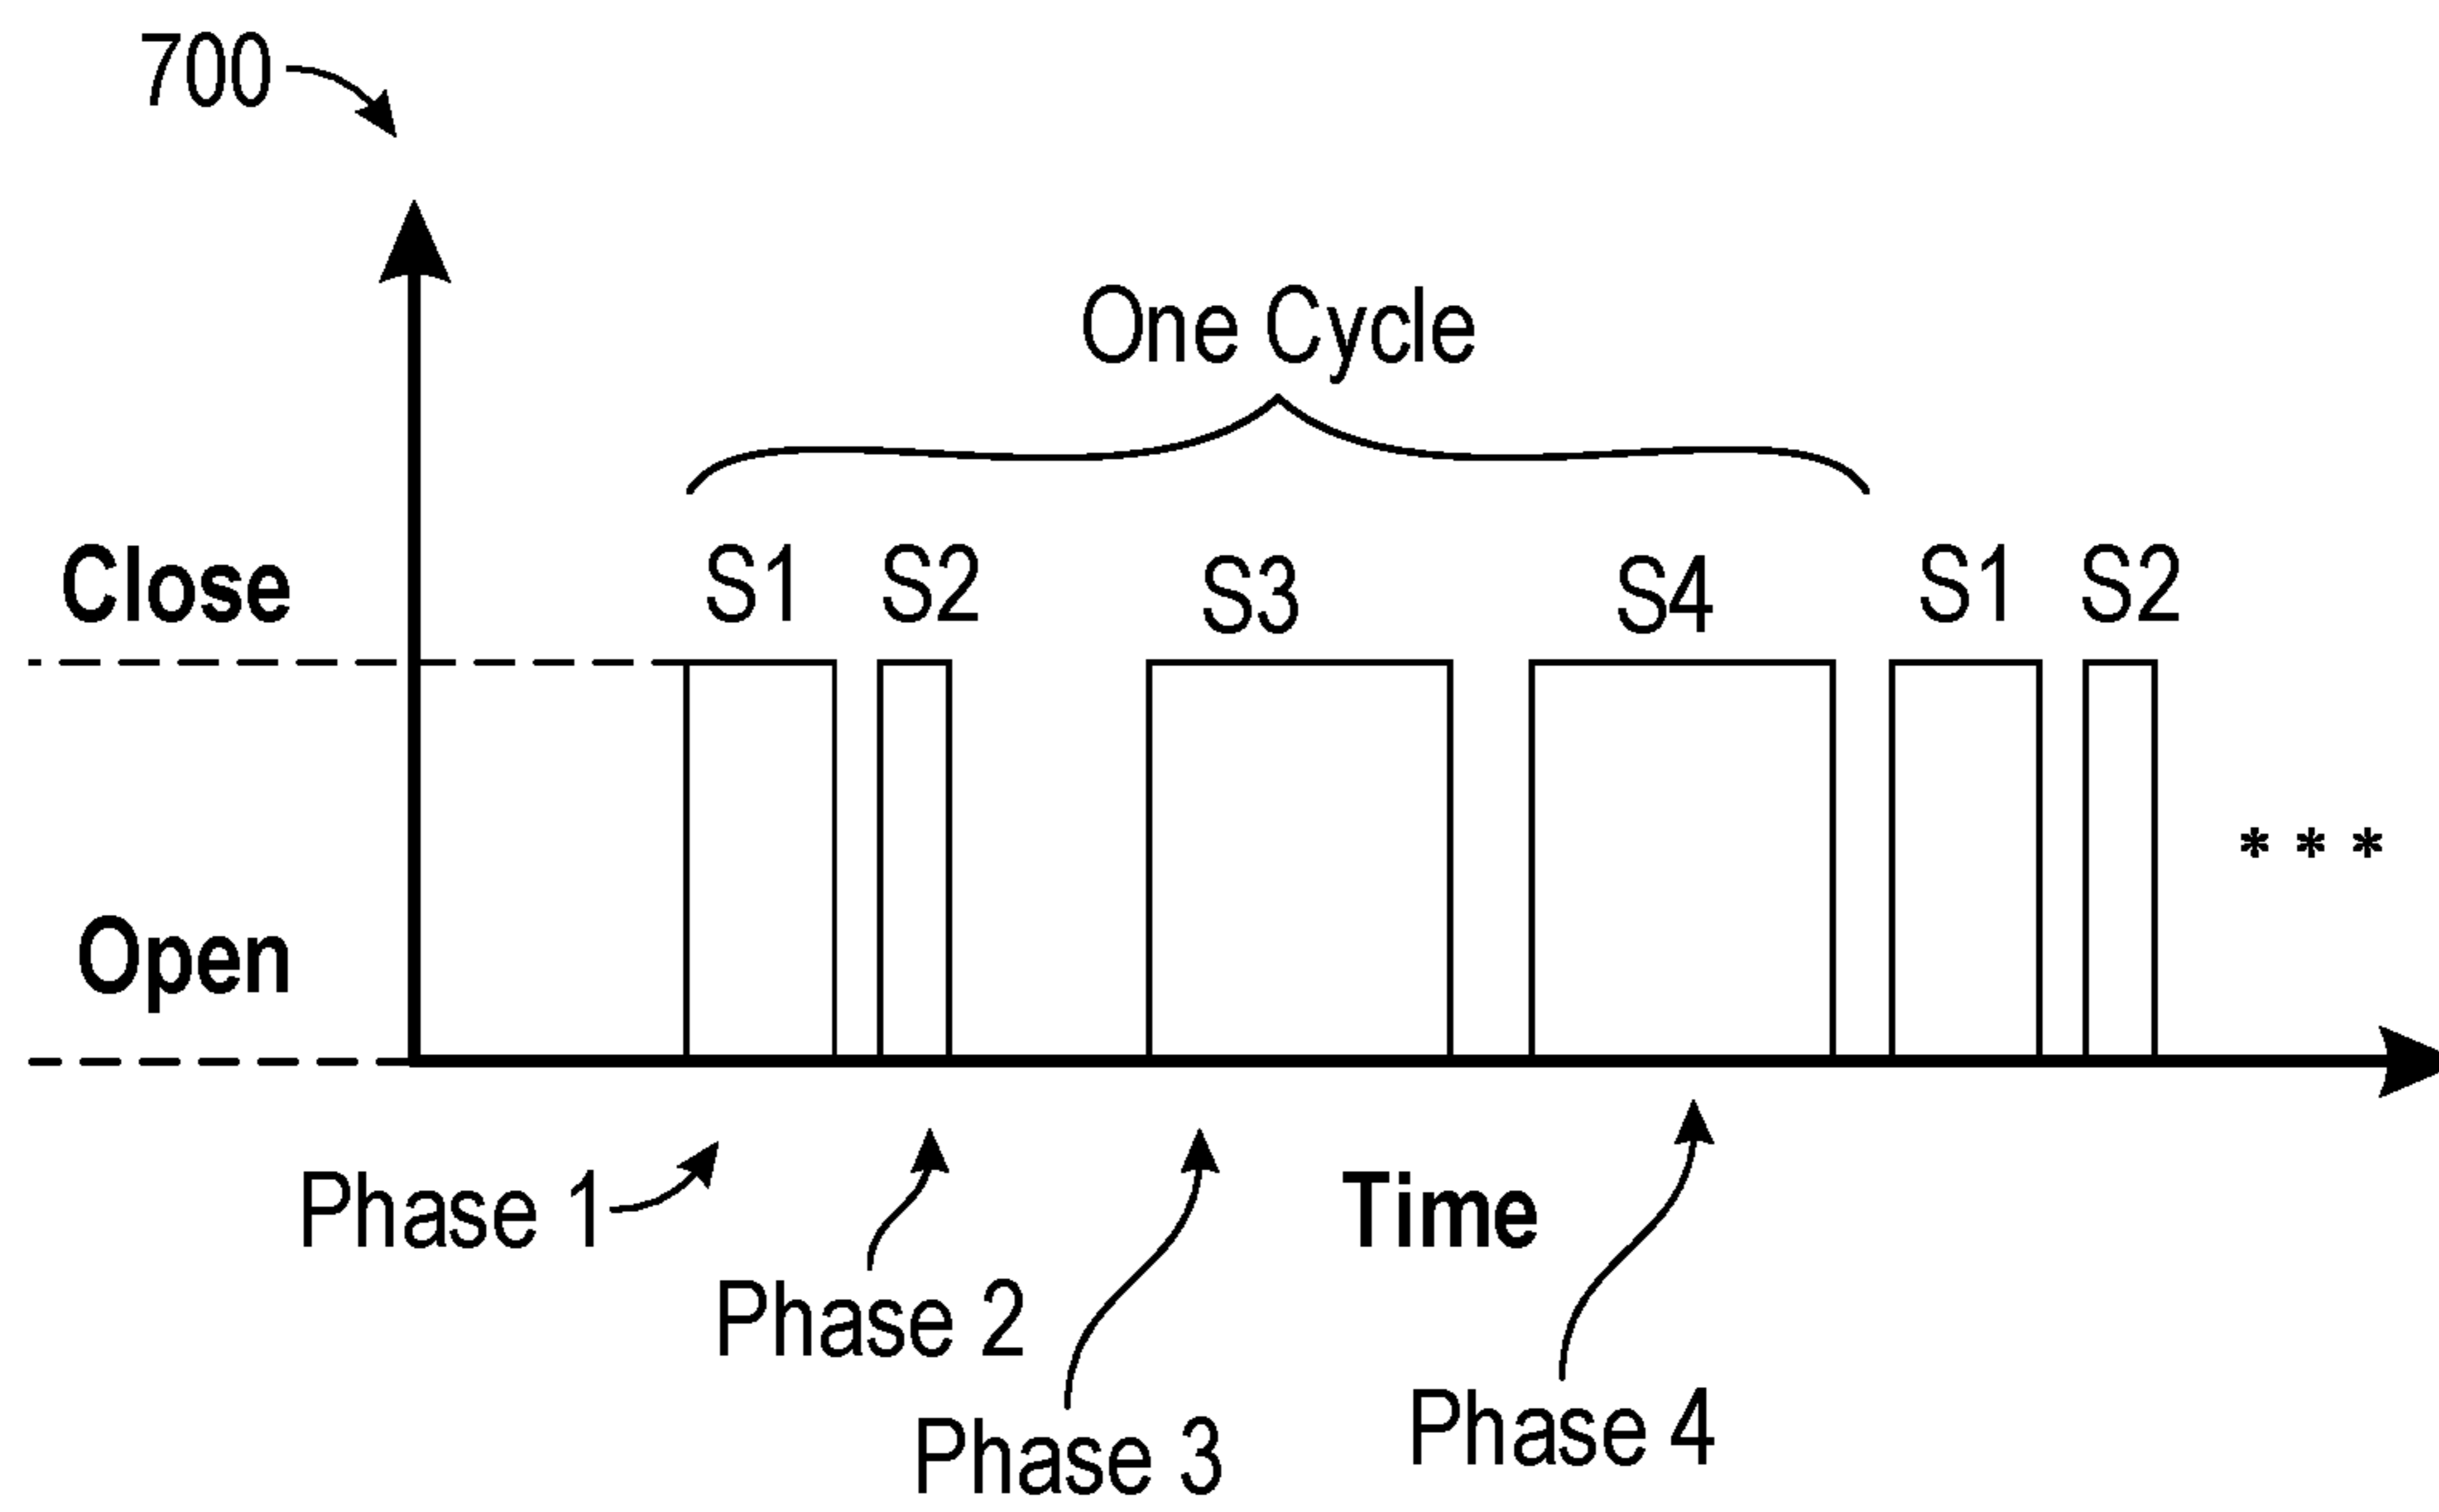 700
One Cycle
Close
S1 S2 S3 S4 S1 S2
* * *
Open
Phase 1
Time
Phase 2
Phase 3
Phase 4